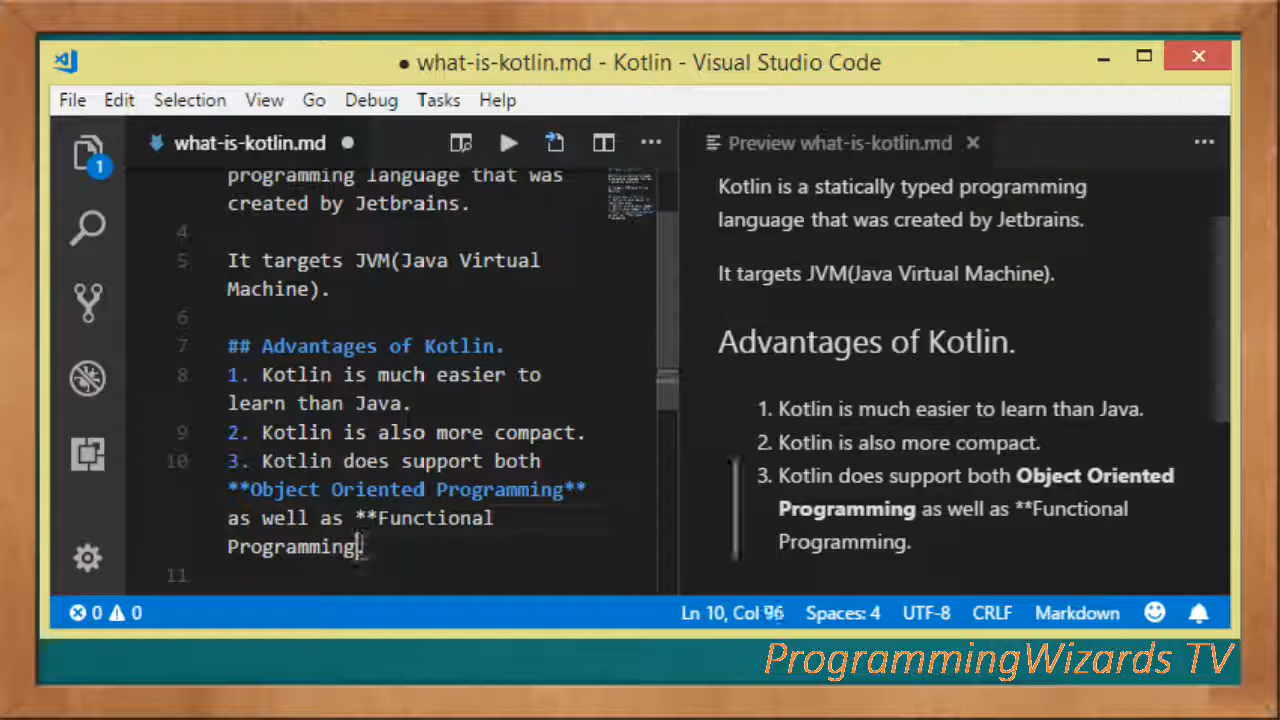 ● what-is-kotlin.md - Kotlin - Visual Studio Code
File Edit Selection View Go Debug Tasks Help
1
what-is-kotlin.md
programming language that was
created by Jetbrains.
4
5 It targets JVM(Java Virtual
Machine).
6
7 ## Advantages of Kotlin.
8 1. Kotlin is much easier to
learn than Java.
9 2. Kotlin is also more compact.
10 3. Kotlin does support both
**Object Oriented Programming**
as well as **Functional
Programming.
11
Preview what-is-kotlin.md
Kotlin is a statically typed programming
language that was created by Jetbrains.
It targets JVM(Java Virtual Machine).
Advantages of Kotlin.
1. Kotlin is much easier to learn than Java.
2. Kotlin is also more compact.
3. Kotlin does support both Object Oriented
Programming as well as **Functional
Programming.
0 0 Ln 10, Col 96 Spaces: 4 UTF-8 CRLF Markdown
ProgrammingWizards TV